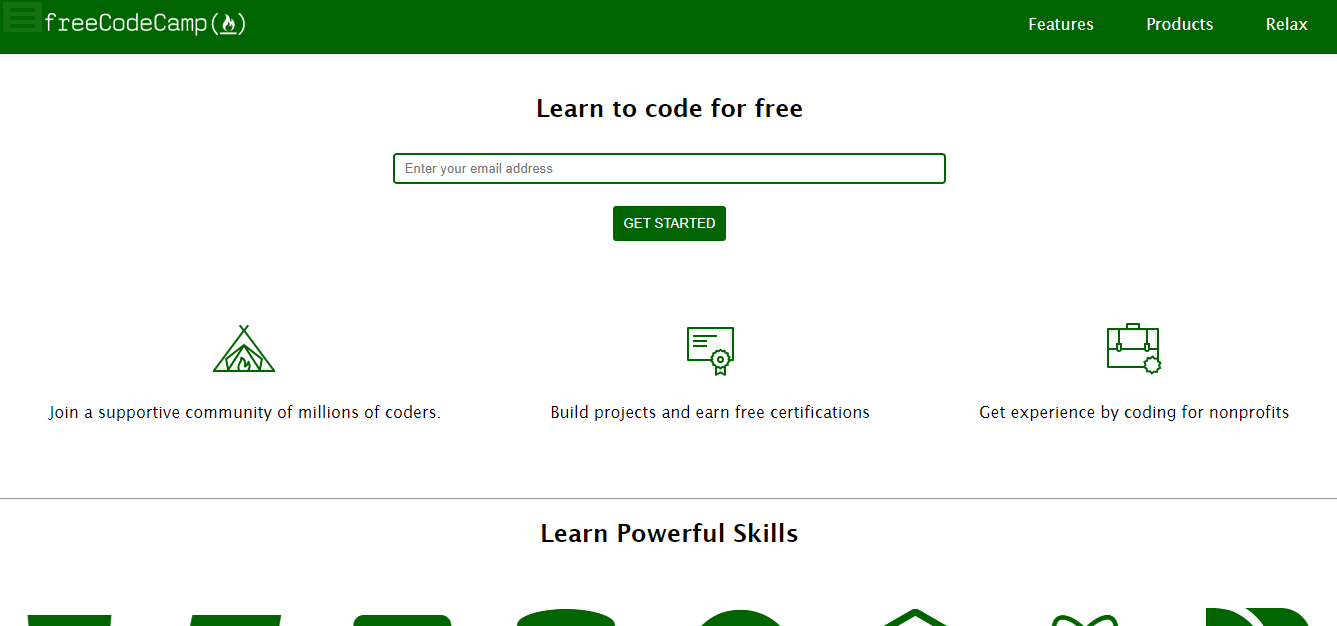 freeCodeCamp
Features
Products
Relax
Learn to code for free
Enter your email address
GET STARTED
Join a supportive community of millions of coders.
Build projects and earn free certifications
Get experience by coding for nonprofits
Learn Powerful Skills